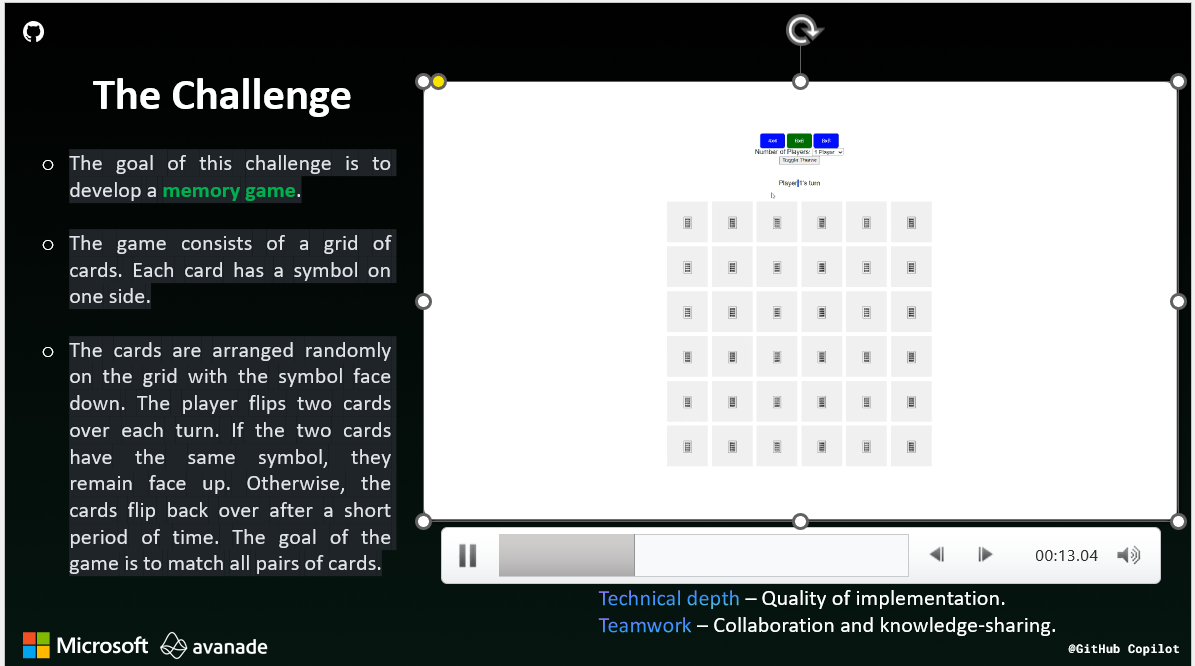 The Challenge
The goal of this challenge is to
develop a memory game.
The game consists of a grid of
cards. Each card has a symbol on
one side.
The cards are arranged randomly
on the grid with the symbol face
down. The player flips two cards
over each turn. If the two cards
have the same symbol, they
remain face up. Otherwise, the
cards flip back over after a short
period of time. The goal of the
game is to match all pairs of cards.
4x4 6x6 8x8
Number of Players: 1 Player
Toggle Theme
Player 1's turn
00:13.04
Technical depth – Quality of implementation.
Teamwork – Collaboration and knowledge-sharing.
Microsoft avanade
@GitHub Copilot